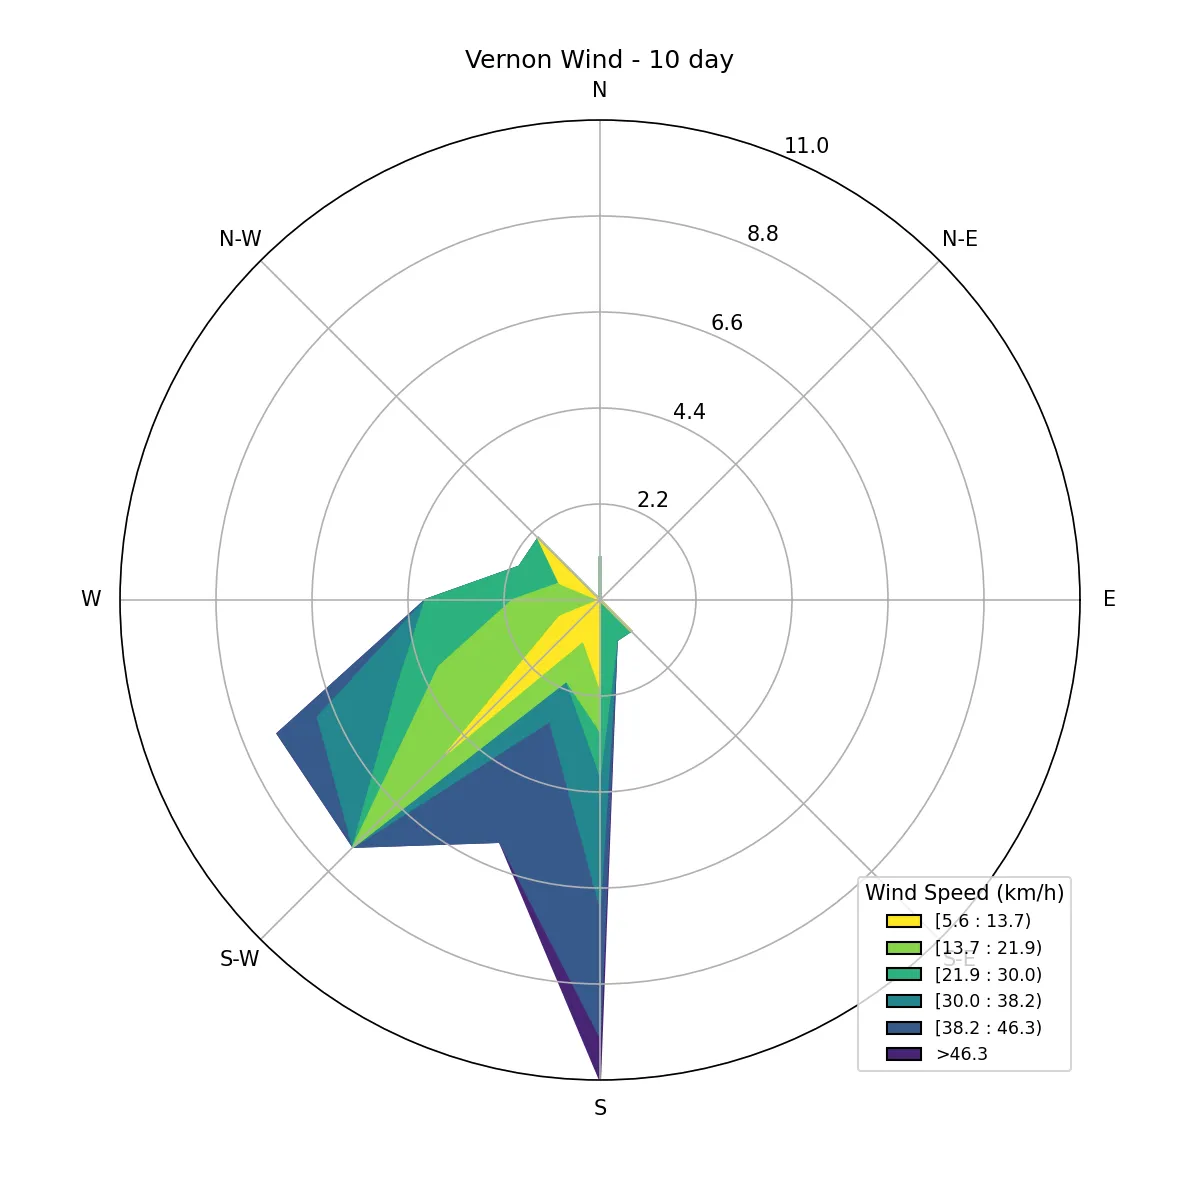 Vernon Wind - 10 day
N
11.0
N-W
8.8
N-E
6.6
4.4
2.2
W
E
Wind Speed (km/h)
[5.6 : 13.7)
[13.7 : 21.9)
S-W
S-E
[21.9 : 30.0)
[30.0 : 38.2)
[38.2 : 46.3)
>46.3
S